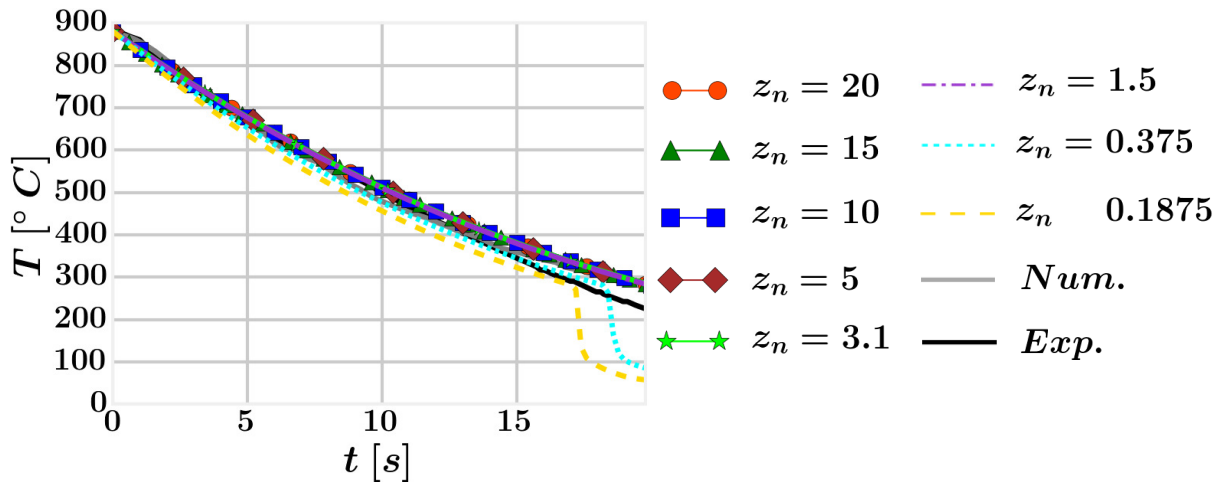 900
800
700
600
500
400
300
200
100
0
0 5 10 15
T [° C]
t [s]
z_n = 20
z_n = 15
z_n = 10
z_n = 5
z_n = 3.1
z_n = 1.5
z_n = 0.375
z_n 0.1875
Num.
Exp.